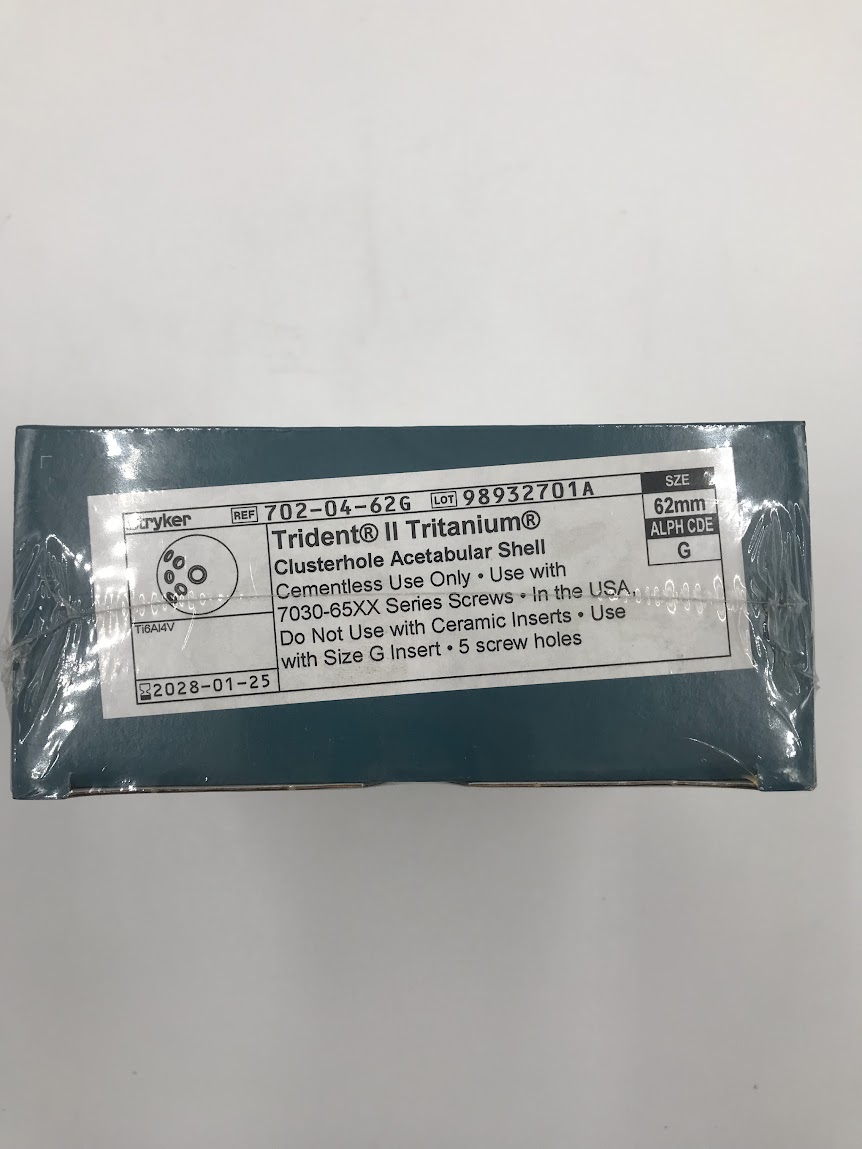 stryker REF 702-04-62G LOT 98932701A
SZE
62mm
ALPH CDE
G
Trident® II Tritanium®
Clusterhole Acetabular Shell
Cementless Use Only • Use with
7030-65XX Series Screws • In the USA,
Do Not Use with Ceramic Inserts • Use
with Size G Insert • 5 screw holes
Ti6Al4V
2028-01-25